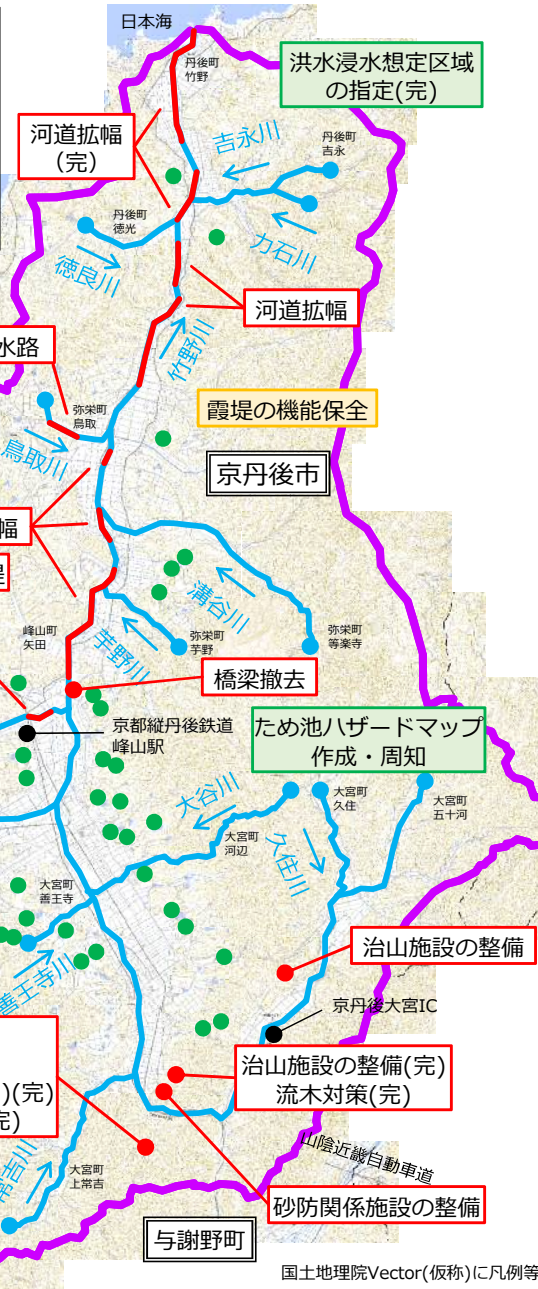 日本海
丹後町
竹野
洪水浸水想定区域
の指定(完)
河道拡幅
(完)
吉永川
丹後町
吉永
丹後町
徳光
徳良川
力石川
河道拡幅
竹野川
水路
弥栄町
鳥取
霞堤の機能保全
鳥取川
京丹後市
幅
堤
溝谷川
峰山町
矢田
芋野川
弥栄町
芋野
弥栄町
等楽寺
橋梁撤去
京都縦丹後鉄道
峰山駅
ため池ハザードマップ
作成・周知
大谷川
大宮町
久住
大宮町
五十河
大宮町
河辺
久住川
大宮町
善王寺
善王寺川
治山施設の整備
京丹後大宮IC
)(完)
完)
治山施設の整備(完)
流木対策(完)
常吉川
大宮町
上常吉
山陰近畿自動車道
砂防関係施設の整備
与謝野町
国土地理院Vector(仮称)に凡例等